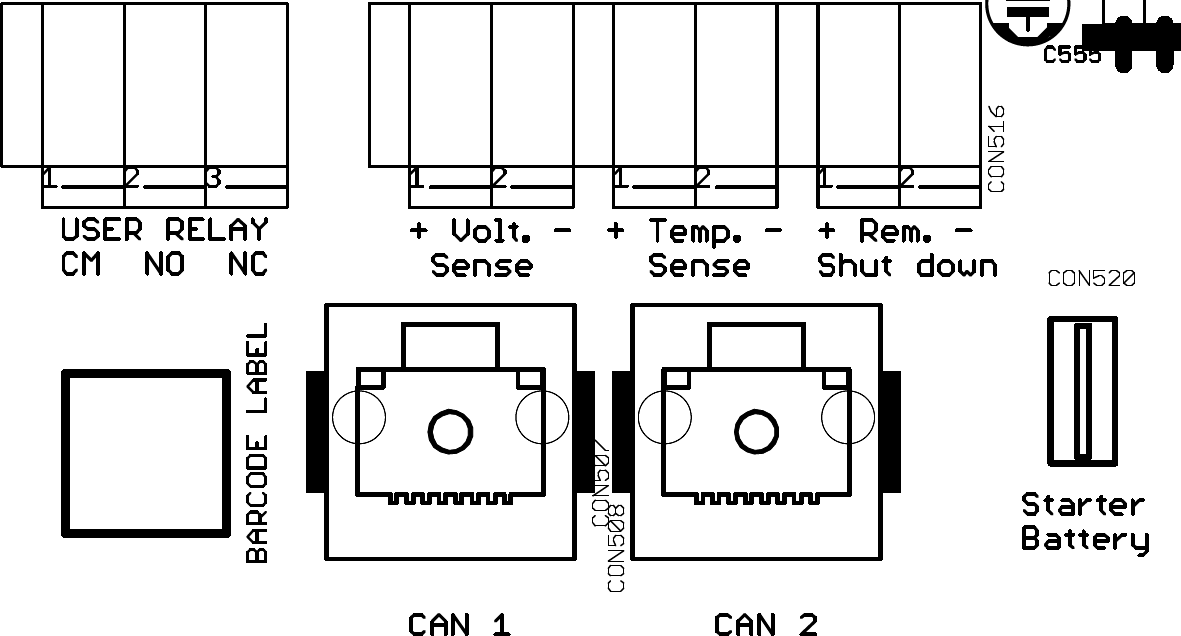 C555
CON516
1 2 3
1 2
1 2
1 2
USER RELAY
CM NO NC
+ Volt. -
Sense
+ Temp. -
Sense
+ Rem. -
Shut down
CON520
BARCODE LABEL
CON507
CON508
Starter
Battery
CAN 1
CAN 2